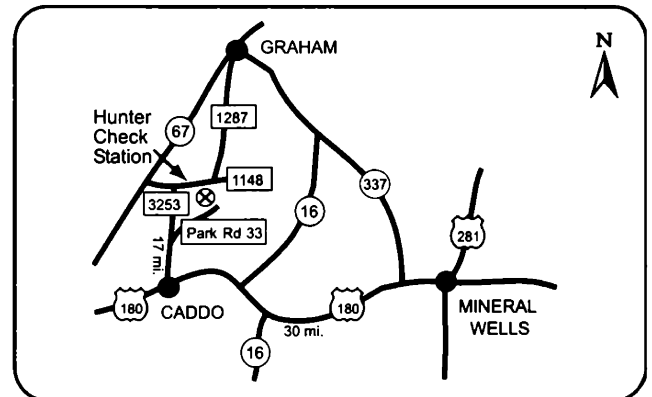 GRAHAM
N
Hunter
Check
Station
67
1287
1148
3253
Park Rd 33
16
337
281
17 mi.
180
CADDO
180
30 mi.
MINERAL
WELLS
16